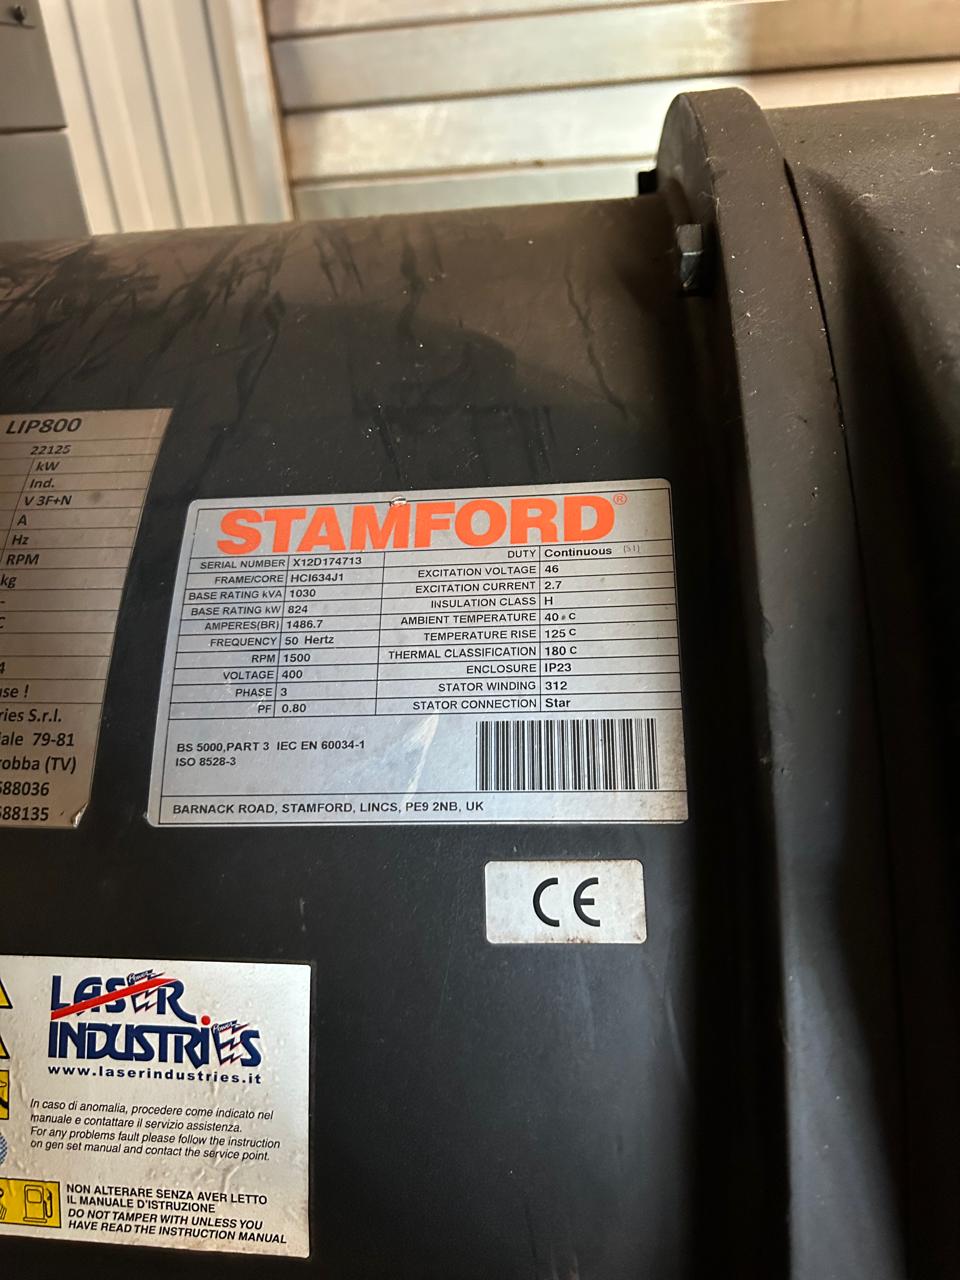 LIP800
22125
kW
Ind.
V 3F+N
A
Hz
RPM
kg
se !
ries S.r.l.
ale 79-81
obba (TV)
688036
88135
STAMFORD®
SERIAL NUMBER X12D174713
FRAME/CORE HCI634J1
BASE RATING kVA 1030
BASE RATING kW 824
AMPERES(BR) 1486.7
FREQUENCY 50 Hertz
RPM 1500
VOLTAGE 400
PHASE 3
PF 0.80
DUTY Continuous (S1)
EXCITATION VOLTAGE 46
EXCITATION CURRENT 2.7
INSULATION CLASS H
AMBIENT TEMPERATURE 40 C
TEMPERATURE RISE 125 C
THERMAL CLASSIFICATION 180 C
ENCLOSURE IP23
STATOR WINDING 312
STATOR CONNECTION Star
BS 5000,PART 3 IEC EN 60034-1
ISO 8528-3
BARNACK ROAD, STAMFORD, LINCS, PE9 2NB, UK
CE
LASER
Power
INDUSTRIES
Power
www.laserindustries.it
In caso di anomalia, procedere come indicato nel
manuale e contattare il servizio assistenza.
For any problems fault please follow the instruction
on gen set manual and contact the service point.
NON ALTERARE SENZA AVER LETTO
IL MANUALE D'ISTRUZIONE
DO NOT TAMPER WITH UNLESS YOU
HAVE READ THE INSTRUCTION MANUAL